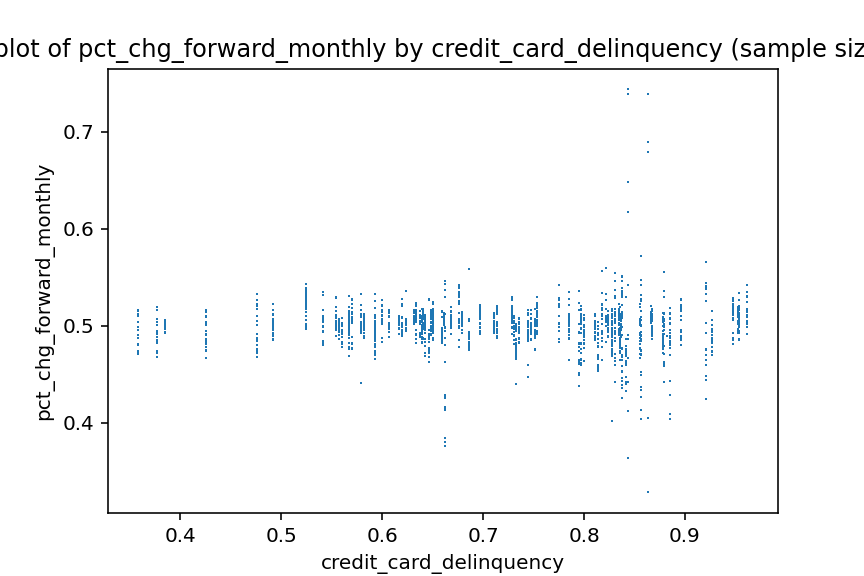 plot of pct_chg_forward_monthly by credit_card_delinquency (sample siz
pct_chg_forward_monthly
0.7
0.6
0.5
0.4
0.4 0.5 0.6 0.7 0.8 0.9
credit_card_delinquency